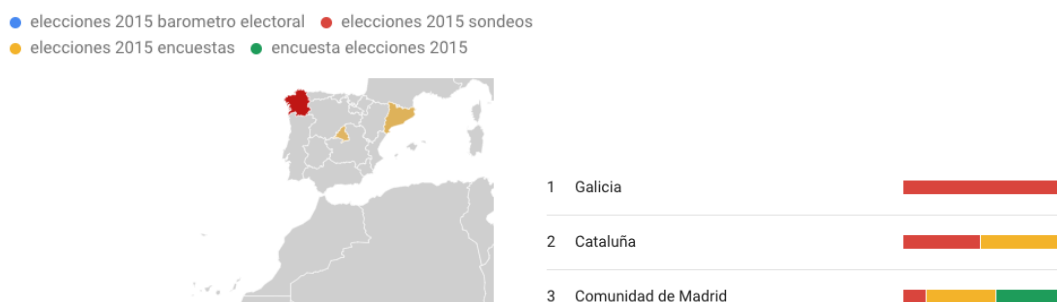 elecciones 2015 barometro electoral elecciones 2015 sondeos
elecciones 2015 encuestas encuesta elecciones 2015
1 Galicia
2 Cataluña
3 Comunidad de Madrid